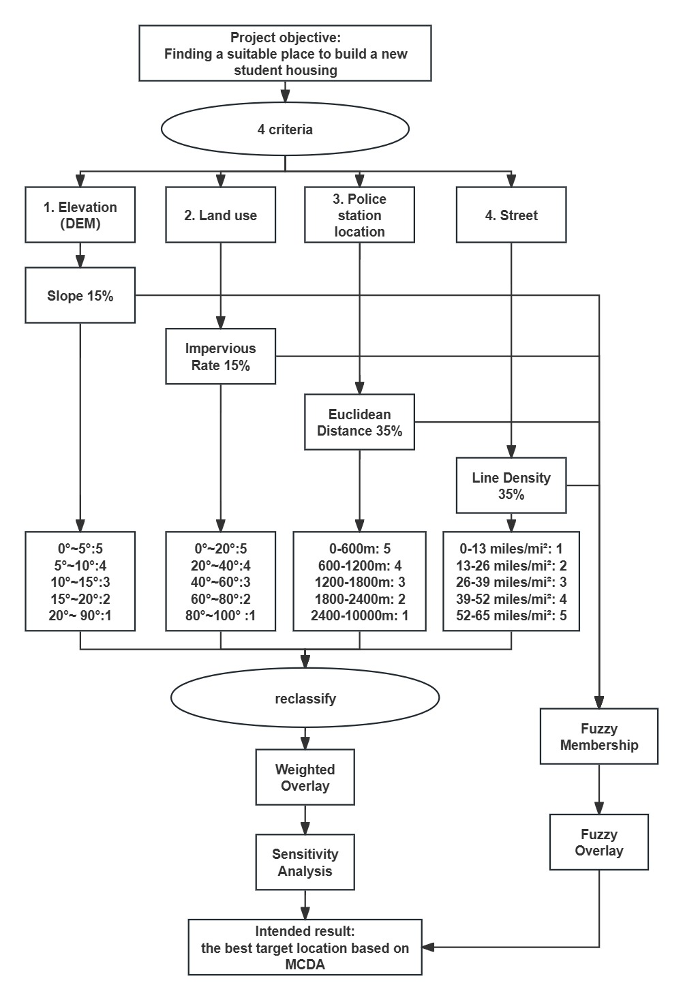 Project objective:
Finding a suitable place to build a new
student housing
4 criteria
1. Elevation
(DEM)
2. Land use
3. Police
station
location
4. Street
Slope 15%
Impervious
Rate 15%
Euclidean
Distance 35%
Line Density
35%
0°~5°:5
5°~10°:4
10°~15°:3
15°~20°:2
20°~ 90°:1
0°~20°:5
20°~40°:4
40°~60°:3
60°~80°:2
80°~100° :1
0-600m: 5
600-1200m: 4
1200-1800m: 3
1800-2400m: 2
2400-10000m: 1
0-13 miles/mi²: 1
13-26 miles/mi²: 2
26-39 miles/mi²: 3
39-52 miles/mi²: 4
52-65 miles/mi²: 5
reclassify
Fuzzy
Membership
Weighted
Overlay
Fuzzy
Overlay
Sensitivity
Analysis
Intended result:
the best target location based on
MCDA